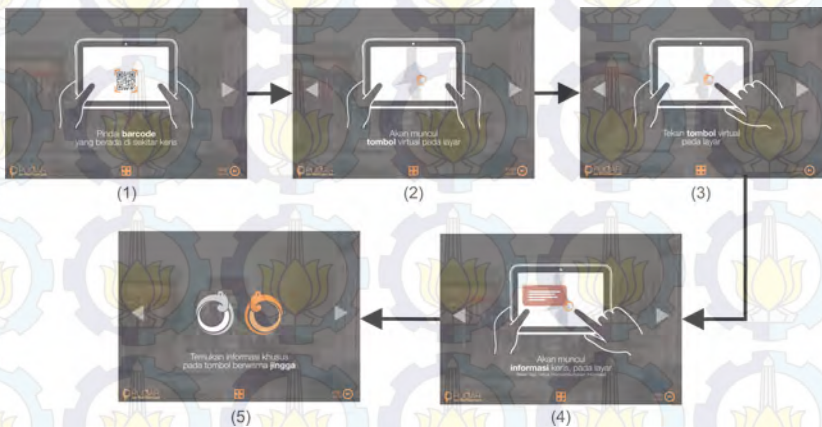 Pindai barcode
yang berada di sekitar keris
(1)
Akan muncul
tombol virtual pada layar
(2)
Tekan tombol virtual
pada layar
(3)
Temukan informasi khusus
pada tombol berwarna jingga
(5)
Akan muncul
informasi keris, pada layar
(4)